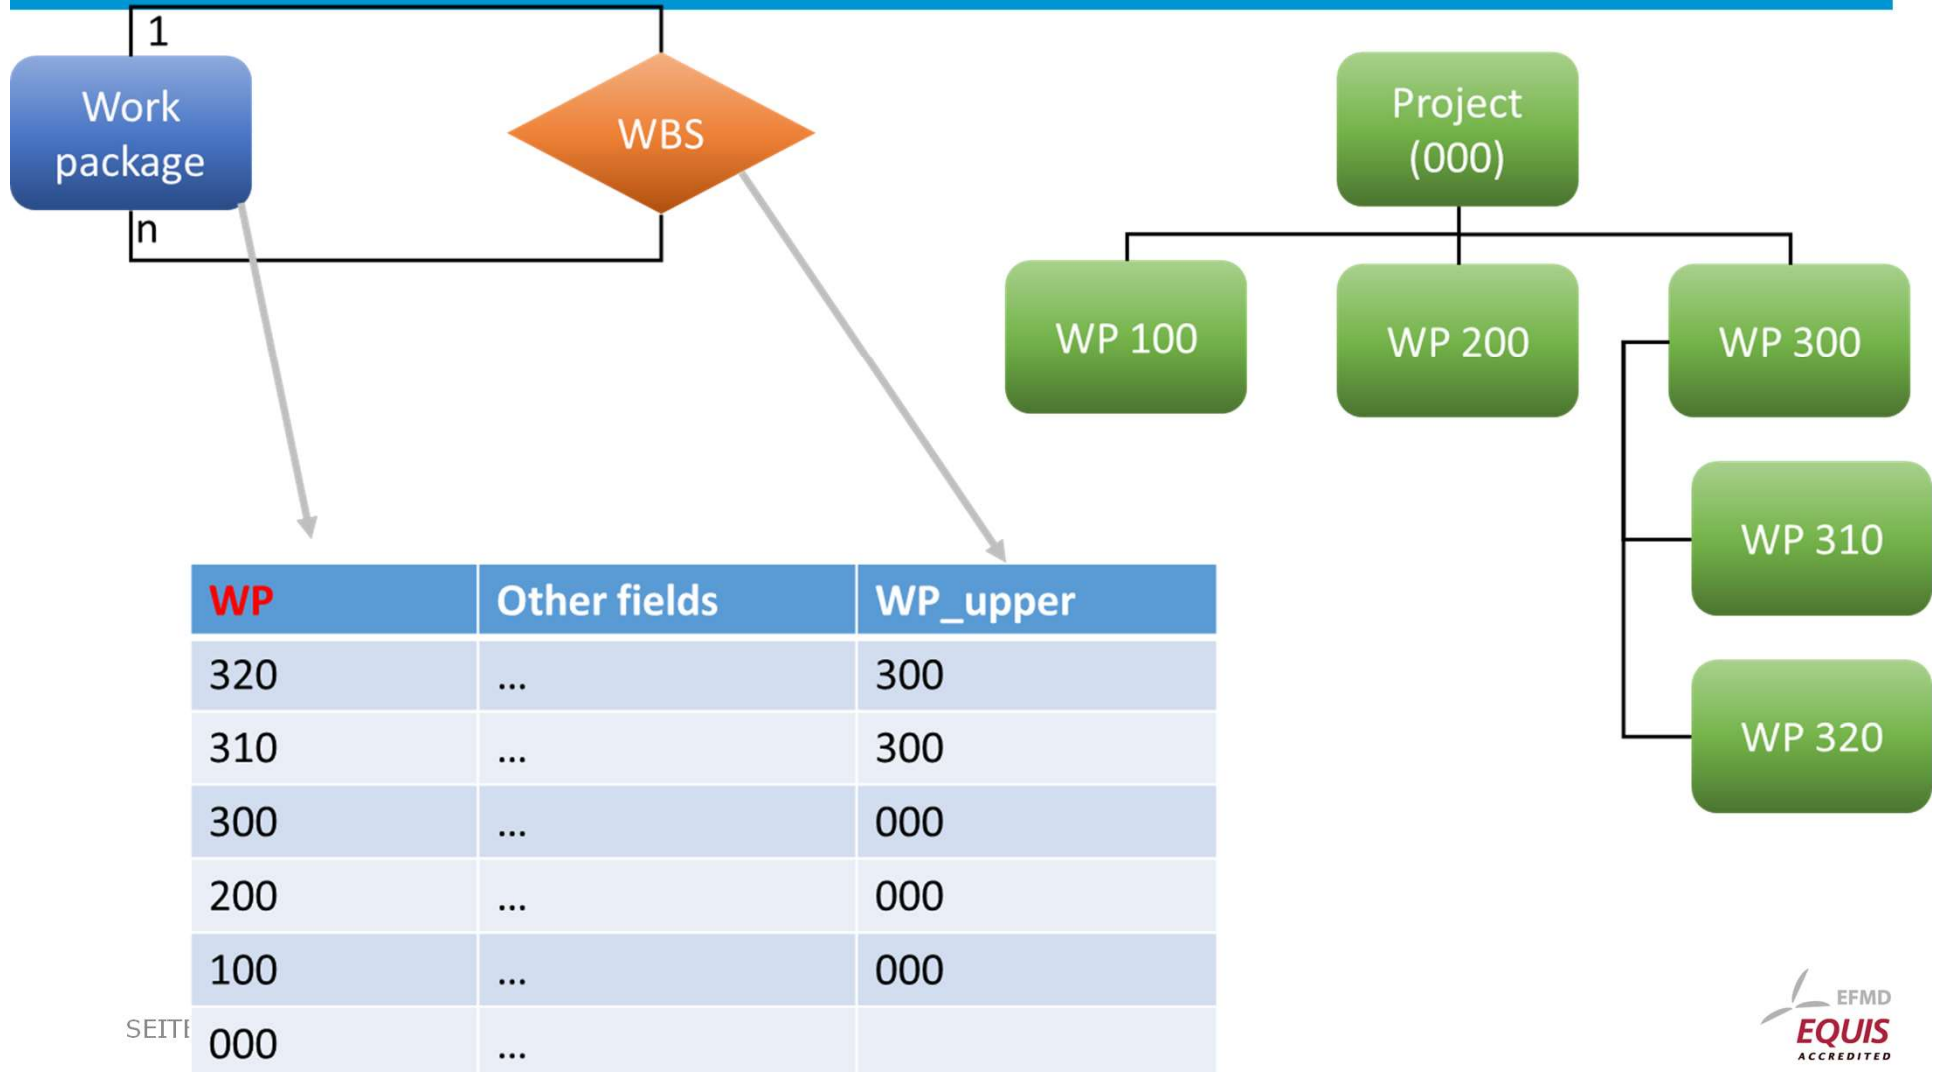 1
Work
package
n
WBS
Project
(000)
WP 100
WP 200
WP 300
WP 310
WP 320
WP Other fields WP_upper
320 ... 300
310 ... 300
300 ... 000
200 ... 000
100 ... 000
000 ...
EFMD
EQUIS
ACCREDITED